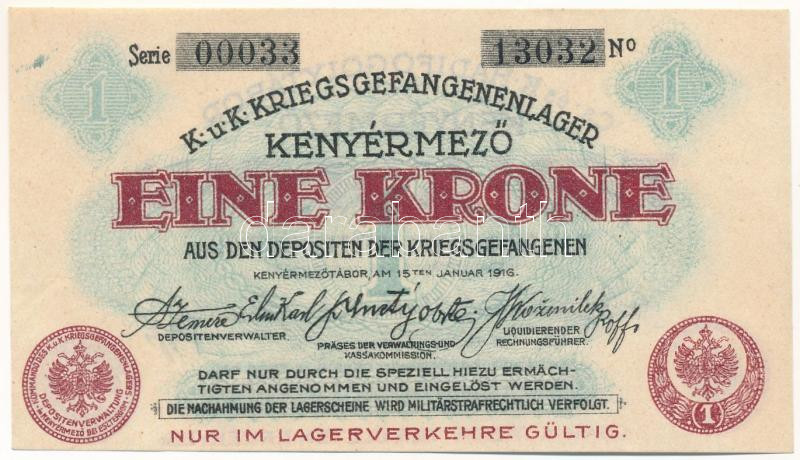 Serie 00033 13032 Nº
1 1
K.u.K. KRIEGSGEFANGENENLAGER
KENYÉRMEZŐ
EINE KRONE
darabanth
AUS DEN DEPOSITEN DER KRIEGSGEFANGENEN
KENYÉRMEZŐTÁBOR, AM 15TEN JANUAR 1916.
DEPOSITENVERWALTER
PRÄSES DER VERWALTUNGS-UND
KASSAKOMMISSION.
LIQUIDIERENDER
RECHNUNGSFÜHRER.
DARF NUR DURCH DIE SPEZIELL HIEZU ERMÄCH-
TIGTEN ANGENOMMEN UND EINGELÖST WERDEN.
DIE NACHAHMUNG DER LAGERSCHEINE WIRD MILITÄRSTRAFRECHTLICH VERFOLGT.
NUR IM LAGERVERKEHRE GÜLTIG.
DEPOSITENVERWALTUNG
1